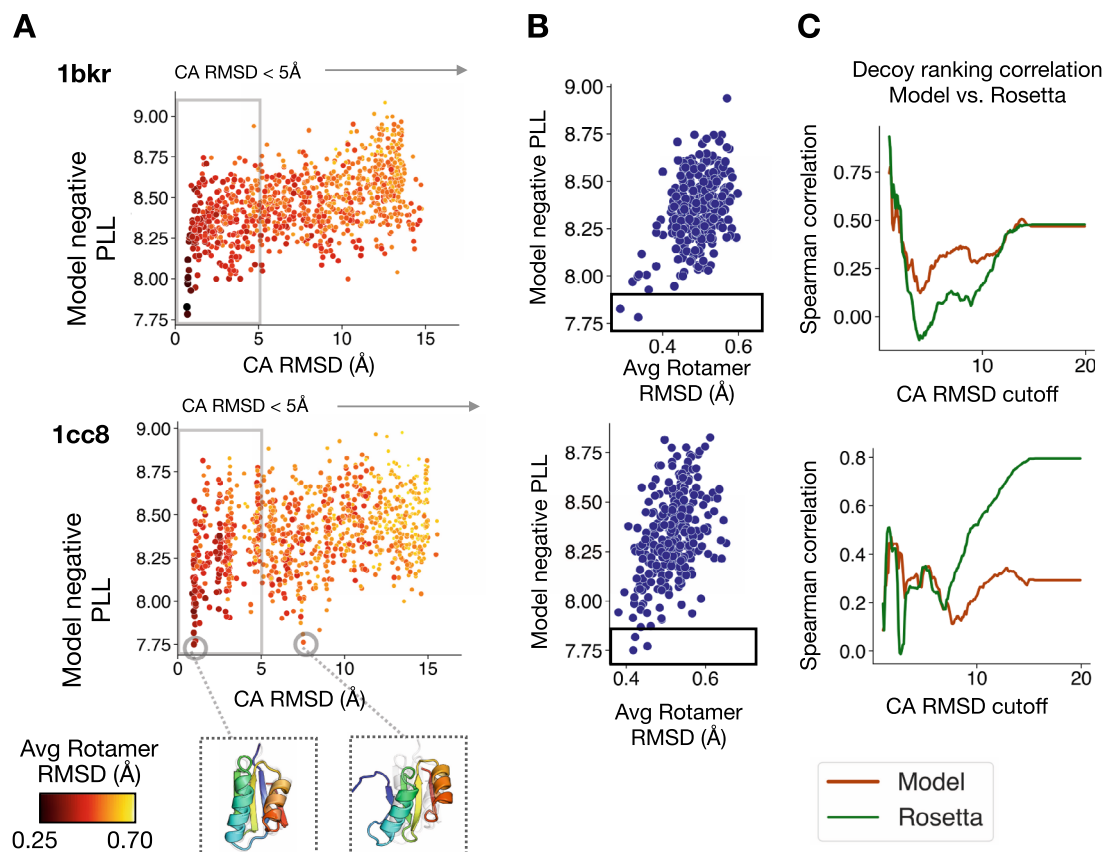 A
B
C
1bkr
CA RMSD < 5Å
Model negative
PLL
9.00
8.75
8.50
8.25
8.00
7.75
0
5
10
15
CA RMSD (Å)
Model negative PLL
9.00
8.75
8.50
8.25
8.00
7.75
0.4
0.6
Avg Rotamer
RMSD (Å)
Decoy ranking correlation
Model vs. Rosetta
Spearman correlation
0.75
0.50
0.25
0.00
10
20
CA RMSD cutoff
1cc8
CA RMSD < 5Å
Model negative
PLL
9.00
8.75
8.50
8.25
8.00
7.75
0
5
10
15
CA RMSD (Å)
Model negative PLL
8.75
8.50
8.25
8.00
7.75
0.4
0.6
Avg Rotamer
RMSD (Å)
Spearman correlation
0.8
0.6
0.4
0.2
0.0
10
20
CA RMSD cutoff
Avg Rotamer
RMSD (Å)
0.25
0.70
Model
Rosetta